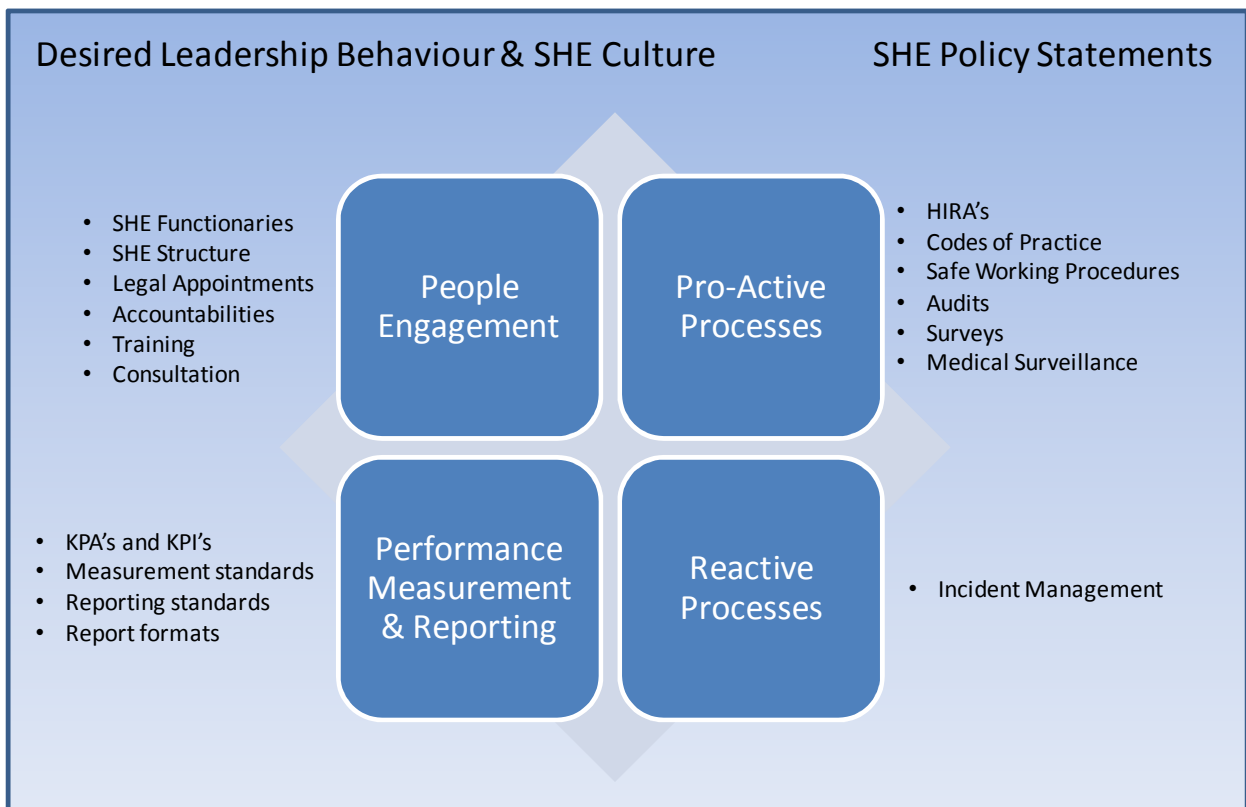 Desired Leadership Behaviour & SHE Culture
SHE Policy Statements
• SHE Functionaries
• SHE Structure
• Legal Appointments
• Accountabilities
• Training
• Consultation
People
Engagement
Pro-Active
Processes
• HIRA's
• Codes of Practice
• Safe Working Procedures
• Audits
• Surveys
• Medical Surveillance
• KPA's and KPI's
• Measurement standards
• Reporting standards
• Report formats
Performance
Measurement
& Reporting
Reactive
Processes
• Incident Management